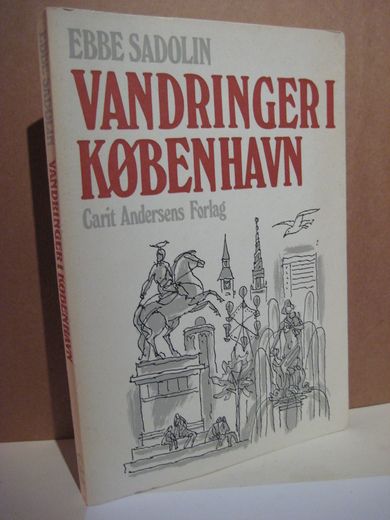 EBBE SADOLIN
VANDRINGER I
KØBENHAVN
Carit Andersens Forlag
EBBE SADOLIN VANDRINGER I KØBENHAVN